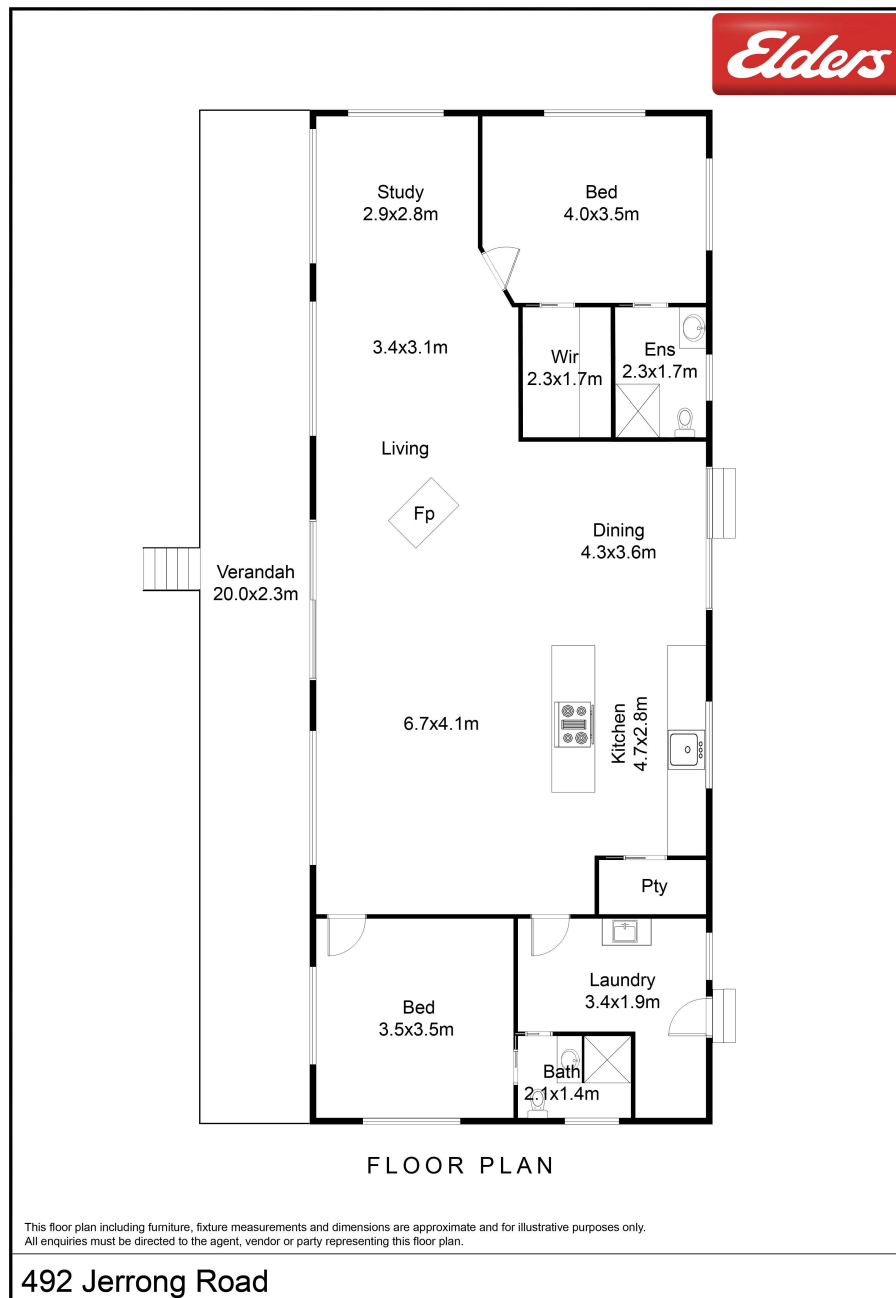 Elders
Study
2.9x2.8m
Bed
4.0x3.5m
3.4x3.1m
Wir
2.3x1.7m
Ens
2.3x1.7m
Living
Fp
Dining
4.3x3.6m
Verandah
20.0x2.3m
6.7x4.1m
Kitchen
4.7x2.8m
Pty
Laundry
3.4x1.9m
Bed
3.5x3.5m
Bath
2.1x1.4m
FLOOR PLAN
This floor plan including furniture, fixture measurements and dimensions are approximate and for illustrative purposes only.
All enquiries must be directed to the agent, vendor or party representing this floor plan.
492 Jerrong Road